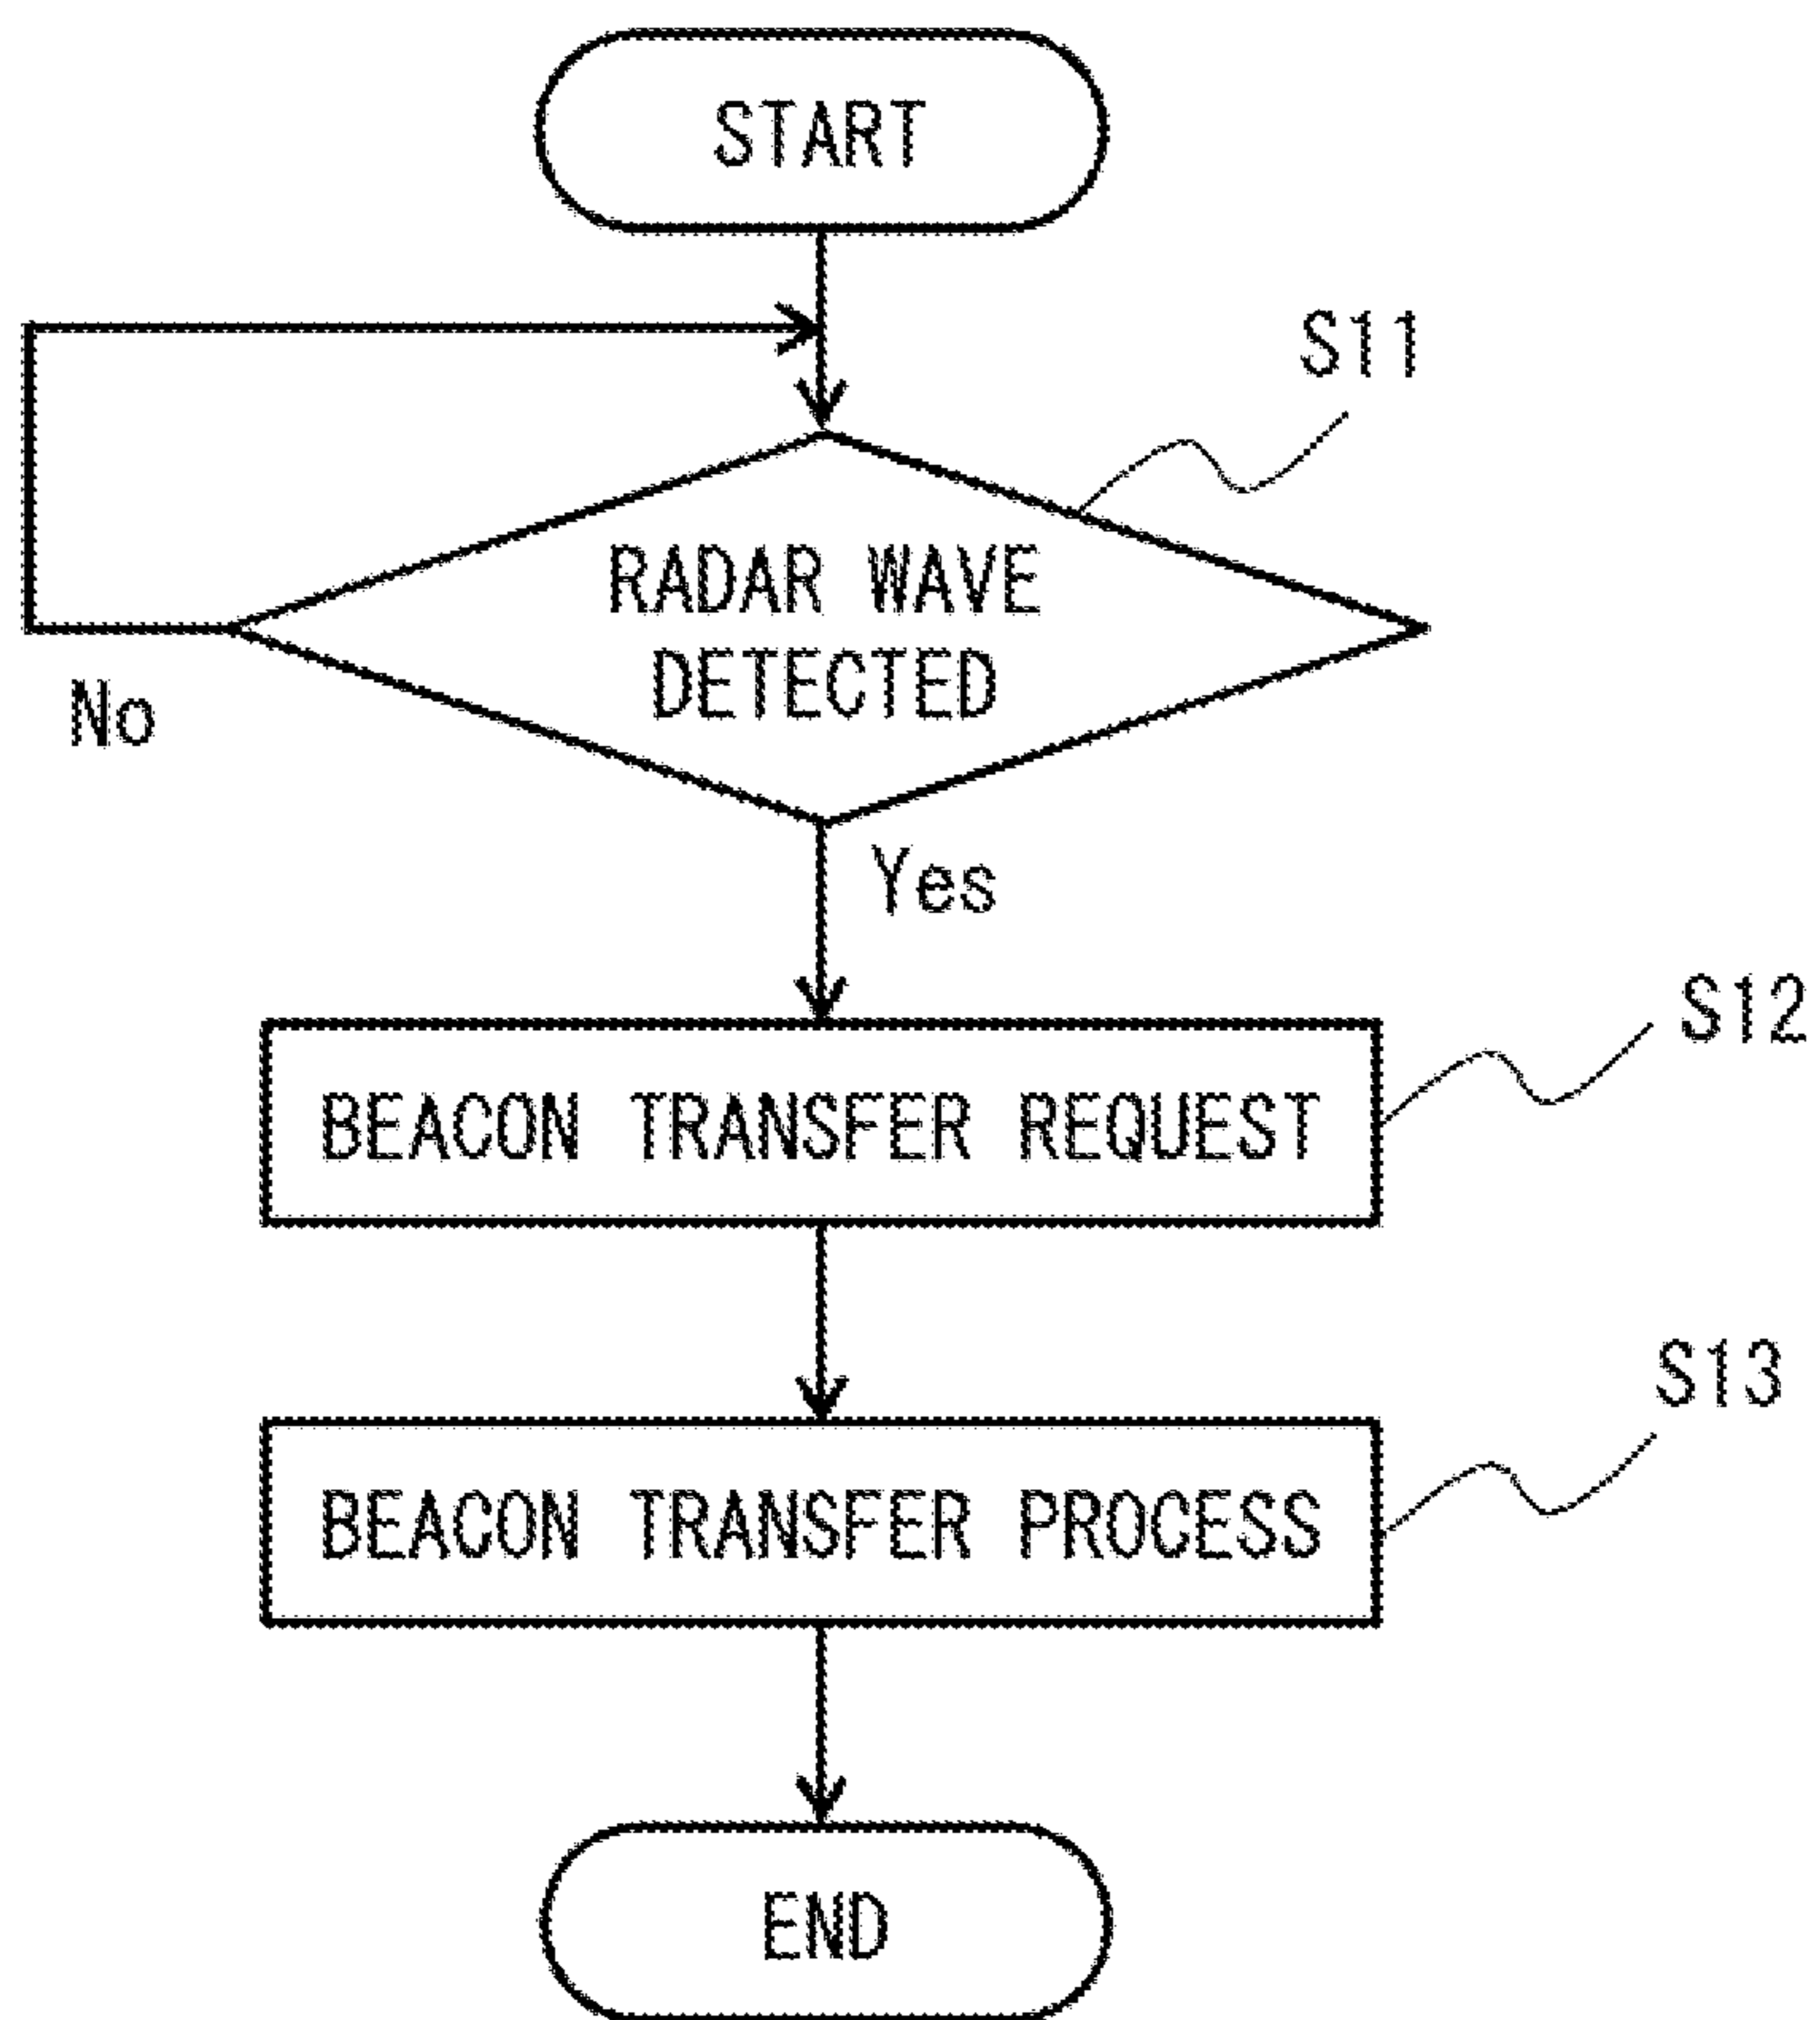 START
S11
RADAR WAVE
DETECTED
No
Yes
S12
BEACON TRANSFER REQUEST
S13
BEACON TRANSFER PROCESS
END